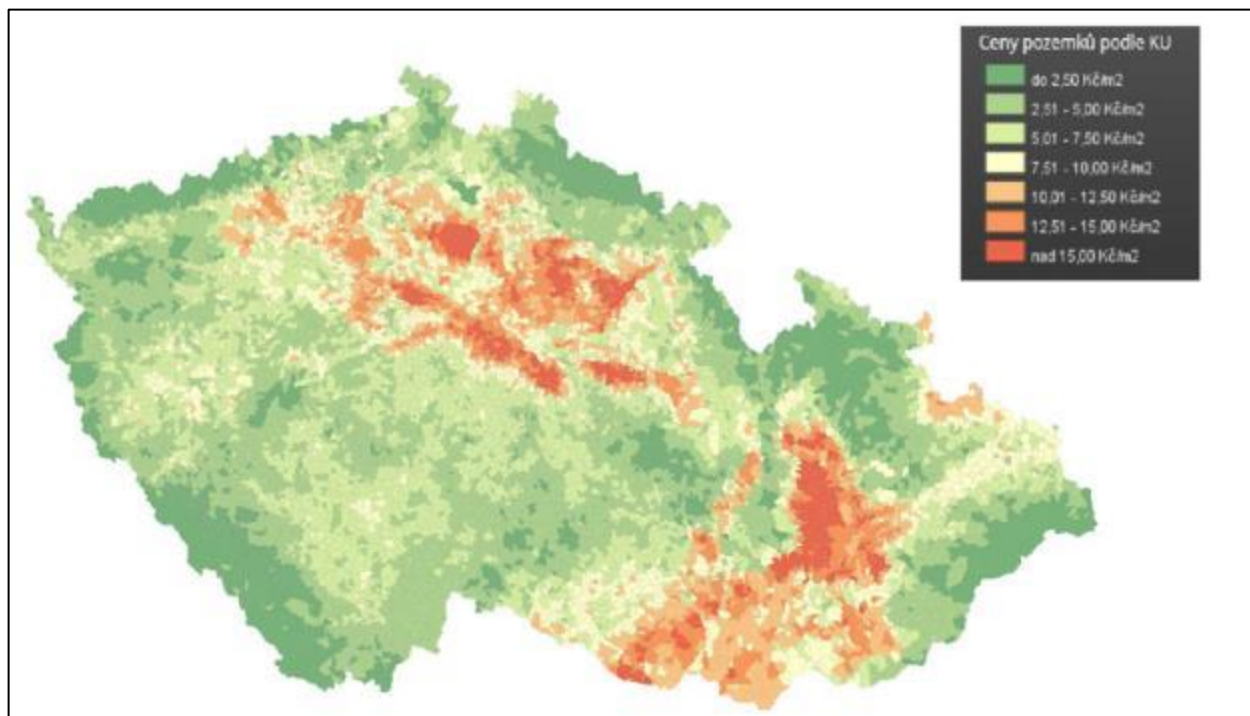 Ceny pozemků podle KU
do 2,50 Kč/m2
2,51 - 5,00 Kč/m2
5,01 - 7,50 Kč/m2
7,51 - 10,00 Kč/m2
10,01 - 12,50 Kč/m2
12,51 - 15,00 Kč/m2
nad 15,00 Kč/m2